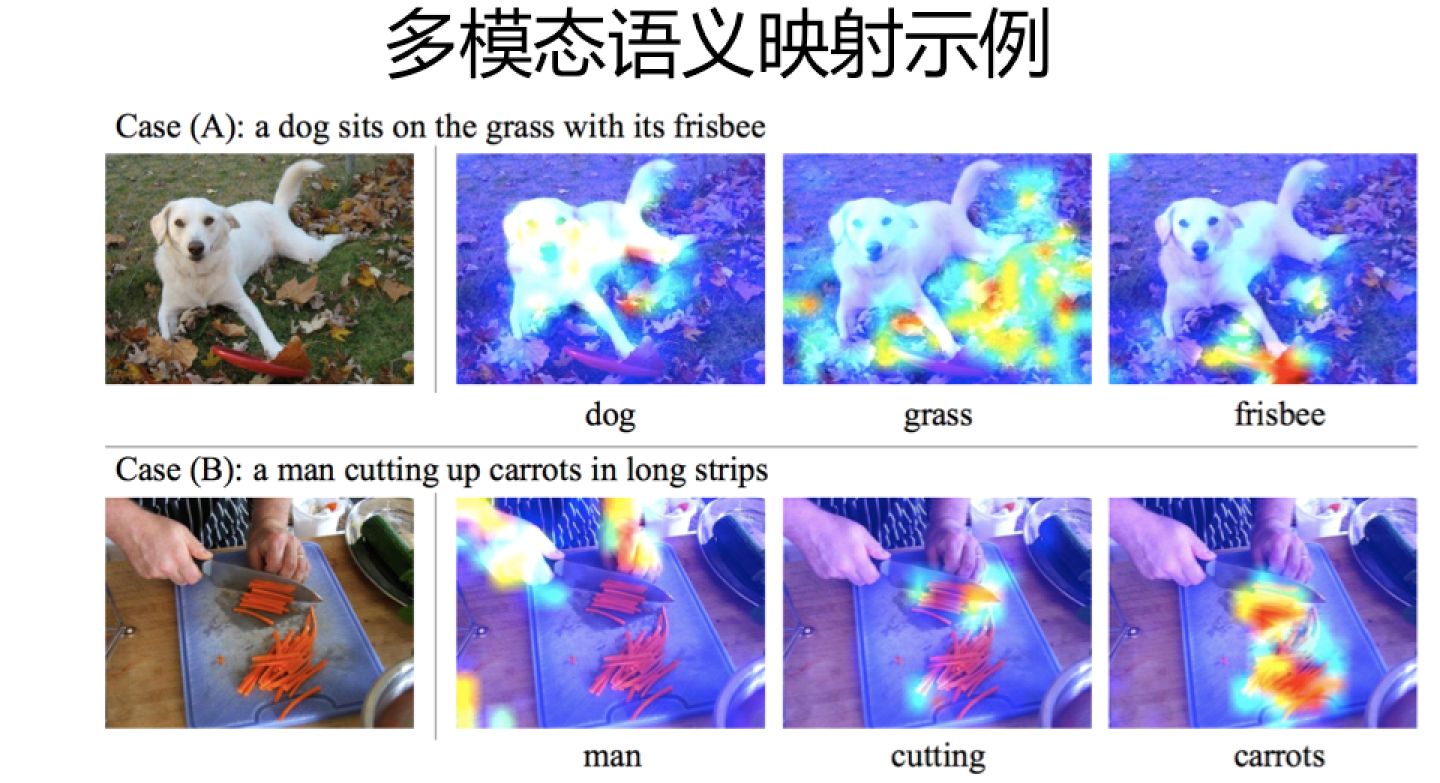 多模态语义映射示例
Case (A): a dog sits on the grass with its frisbee
dog
grass
frisbee
Case (B): a man cutting up carrots in long strips
man
cutting
carrots